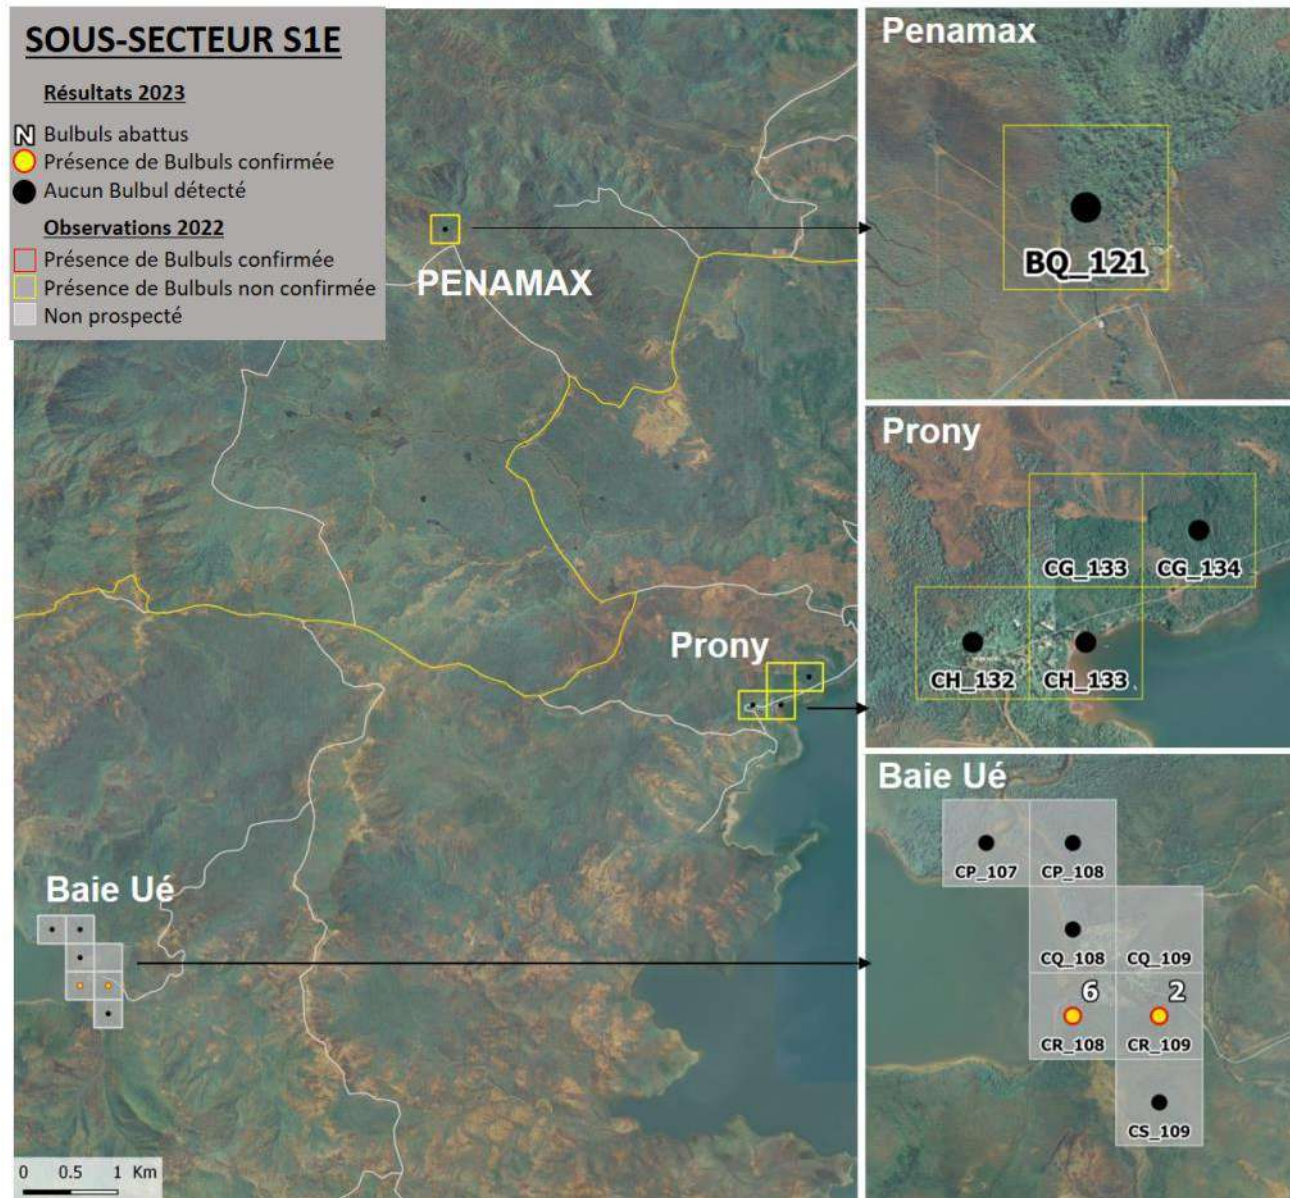 SOUS-SECTEUR S1E
Résultats 2023
N Bulbuls abattus
Présence de Bulbuls confirmée
Aucun Bulbul détecté
Observations 2022
Présence de Bulbuls confirmée
Présence de Bulbuls non confirmée
Non prospecté
PENAMAX
Prony
Baie Ué
0 0.5 1 Km
Penamax
BQ_121
Prony
CG_133 CG_134
CH_132 CH_133
Baie Ué
CP_107 CP_108
CQ_108 CQ_109
6 2
CR_108 CR_109
CS_109